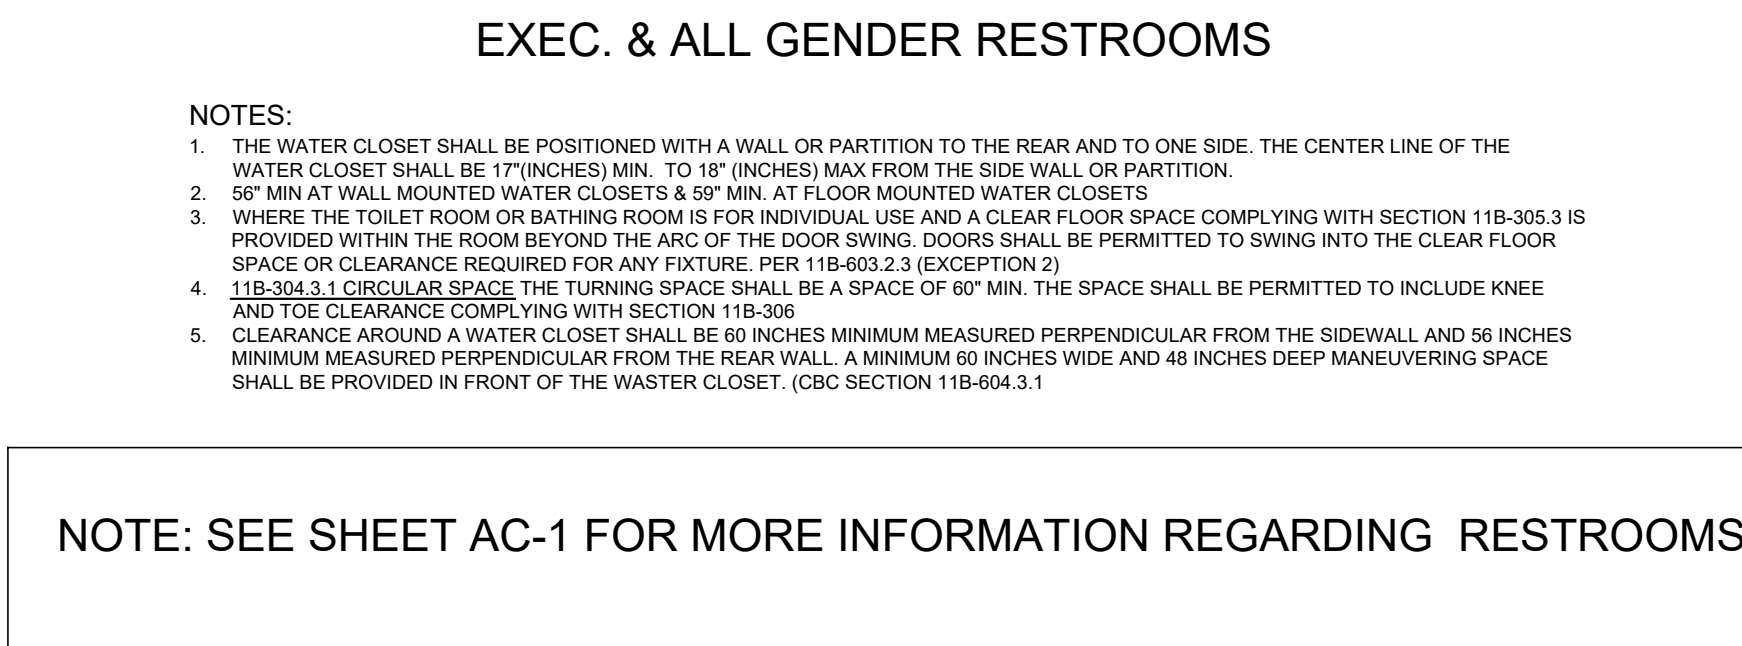 EXEC. & ALL GENDER RESTROOMS
NOTES:
1. THE WATER CLOSET SHALL BE POSITIONED WITH A WALL OR PARTITION TO THE REAR AND TO ONE SIDE. THE CENTER LINE OF THE
WATER CLOSET SHALL BE 17"(INCHES) MIN. TO 18" (INCHES) MAX FROM THE SIDE WALL OR PARTITION.
2. 56" MIN AT WALL MOUNTED WATER CLOSETS & 59" MIN. AT FLOOR MOUNTED WATER CLOSETS
3. WHERE THE TOILET ROOM OR BATHING ROOM IS FOR INDIVIDUAL USE AND A CLEAR FLOOR SPACE COMPLYING WITH SECTION 11B-305.3 IS
PROVIDED WITHIN THE ROOM BEYOND THE ARC OF THE DOOR SWING. DOORS SHALL BE PERMITTED TO SWING INTO THE CLEAR FLOOR
SPACE OR CLEARANCE REQUIRED FOR ANY FIXTURE. PER 11B-603.2.3 (EXCEPTION 2)
4. 11B-304.3.1 CIRCULAR SPACE THE TURNING SPACE SHALL BE A SPACE OF 60" MIN. THE SPACE SHALL BE PERMITTED TO INCLUDE KNEE
AND TOE CLEARANCE COMPLYING WITH SECTION 11B-306
5. CLEARANCE AROUND A WATER CLOSET SHALL BE 60 INCHES MINIMUM MEASURED PERPENDICULAR FROM THE SIDEWALL AND 56 INCHES
MINIMUM MEASURED PERPENDICULAR FROM THE REAR WALL. A MINIMUM 60 INCHES WIDE AND 48 INCHES DEEP MANEUVERING SPACE
SHALL BE PROVIDED IN FRONT OF THE WASTER CLOSET. (CBC SECTION 11B-604.3.1
NOTE: SEE SHEET AC-1 FOR MORE INFORMATION REGARDING RESTROOMS